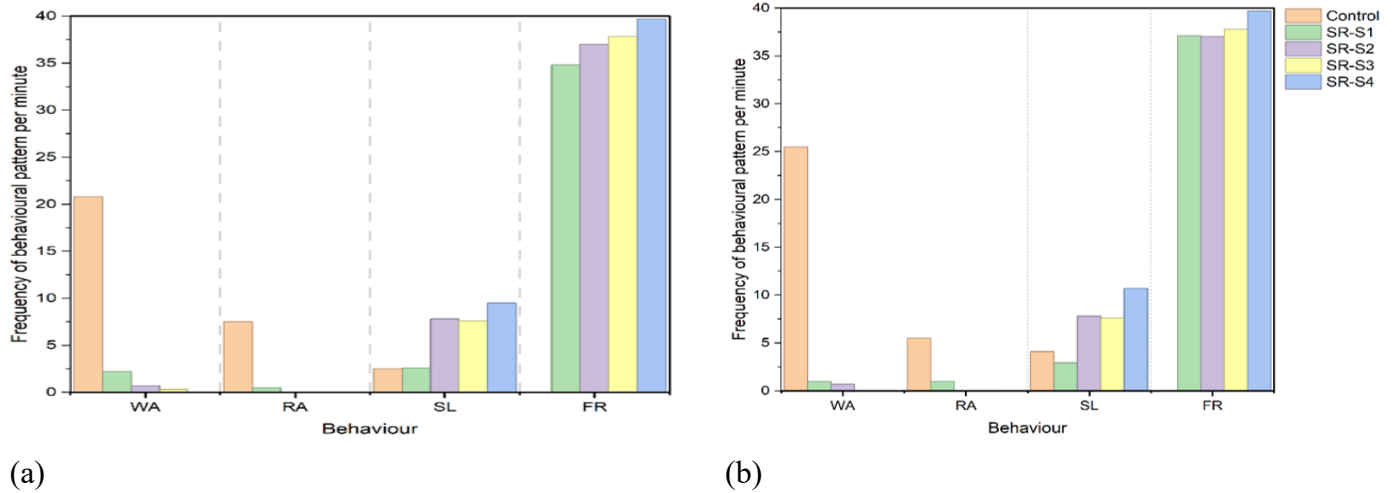 Frequency of behavioural pattern per minute
40
35
30
25
20
15
10
5
0
WA RA SL FR
Behaviour
(a)
Frequency of behavioural pattern per minute
40
35
30
25
20
15
10
5
0
WA RA SL FR
Behaviour
(b)
Control
SR-S1
SR-S2
SR-S3
SR-S4